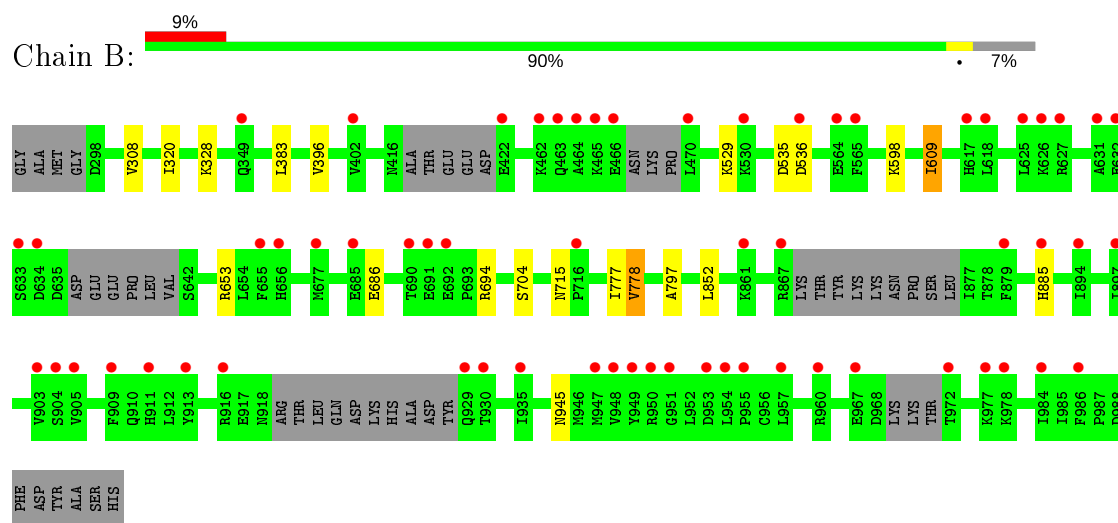 9%
Chain B:
90% • 7%
GLY ALA MET GLY D298 V308 I320 K328 Q349 L383 V396 V402 N416 ALA THR GLU GLU ASP E422 K462 Q463 A464 K465 E466 ASN LYS PRO L470 K529 K530 D535 D536 E564 F565 K598 I609 H617 L618 L625 K626 R627 A631
S633 D634 D635 ASP GLU GLU PRO LEU VAL S642 R653 L654 F655 H656 M677 E685 E686 T690 E691 E692 P693 R694 S704 N715 P716 I777 V778 A797 L852 K861 R867 LYS THR TYR LYS LYS ASN PRO SER LEU I877 T878 F879 H885 I894
V903 S904 V905 F909 Q910 H911 L912 Y913 R916 E917 N918 ARG THR LEU GLN ASP LYS HIS ALA ASP TYR Q929 T930 I935 N945 M946 M947 V948 Y949 R950 G951 L952 D953 L954 P955 C956 L957 R960 E967 D968 LYS LYS THR T972 K977 K978 I984 I985 F986 P987
PHE ASP TYR ALA SER HIS